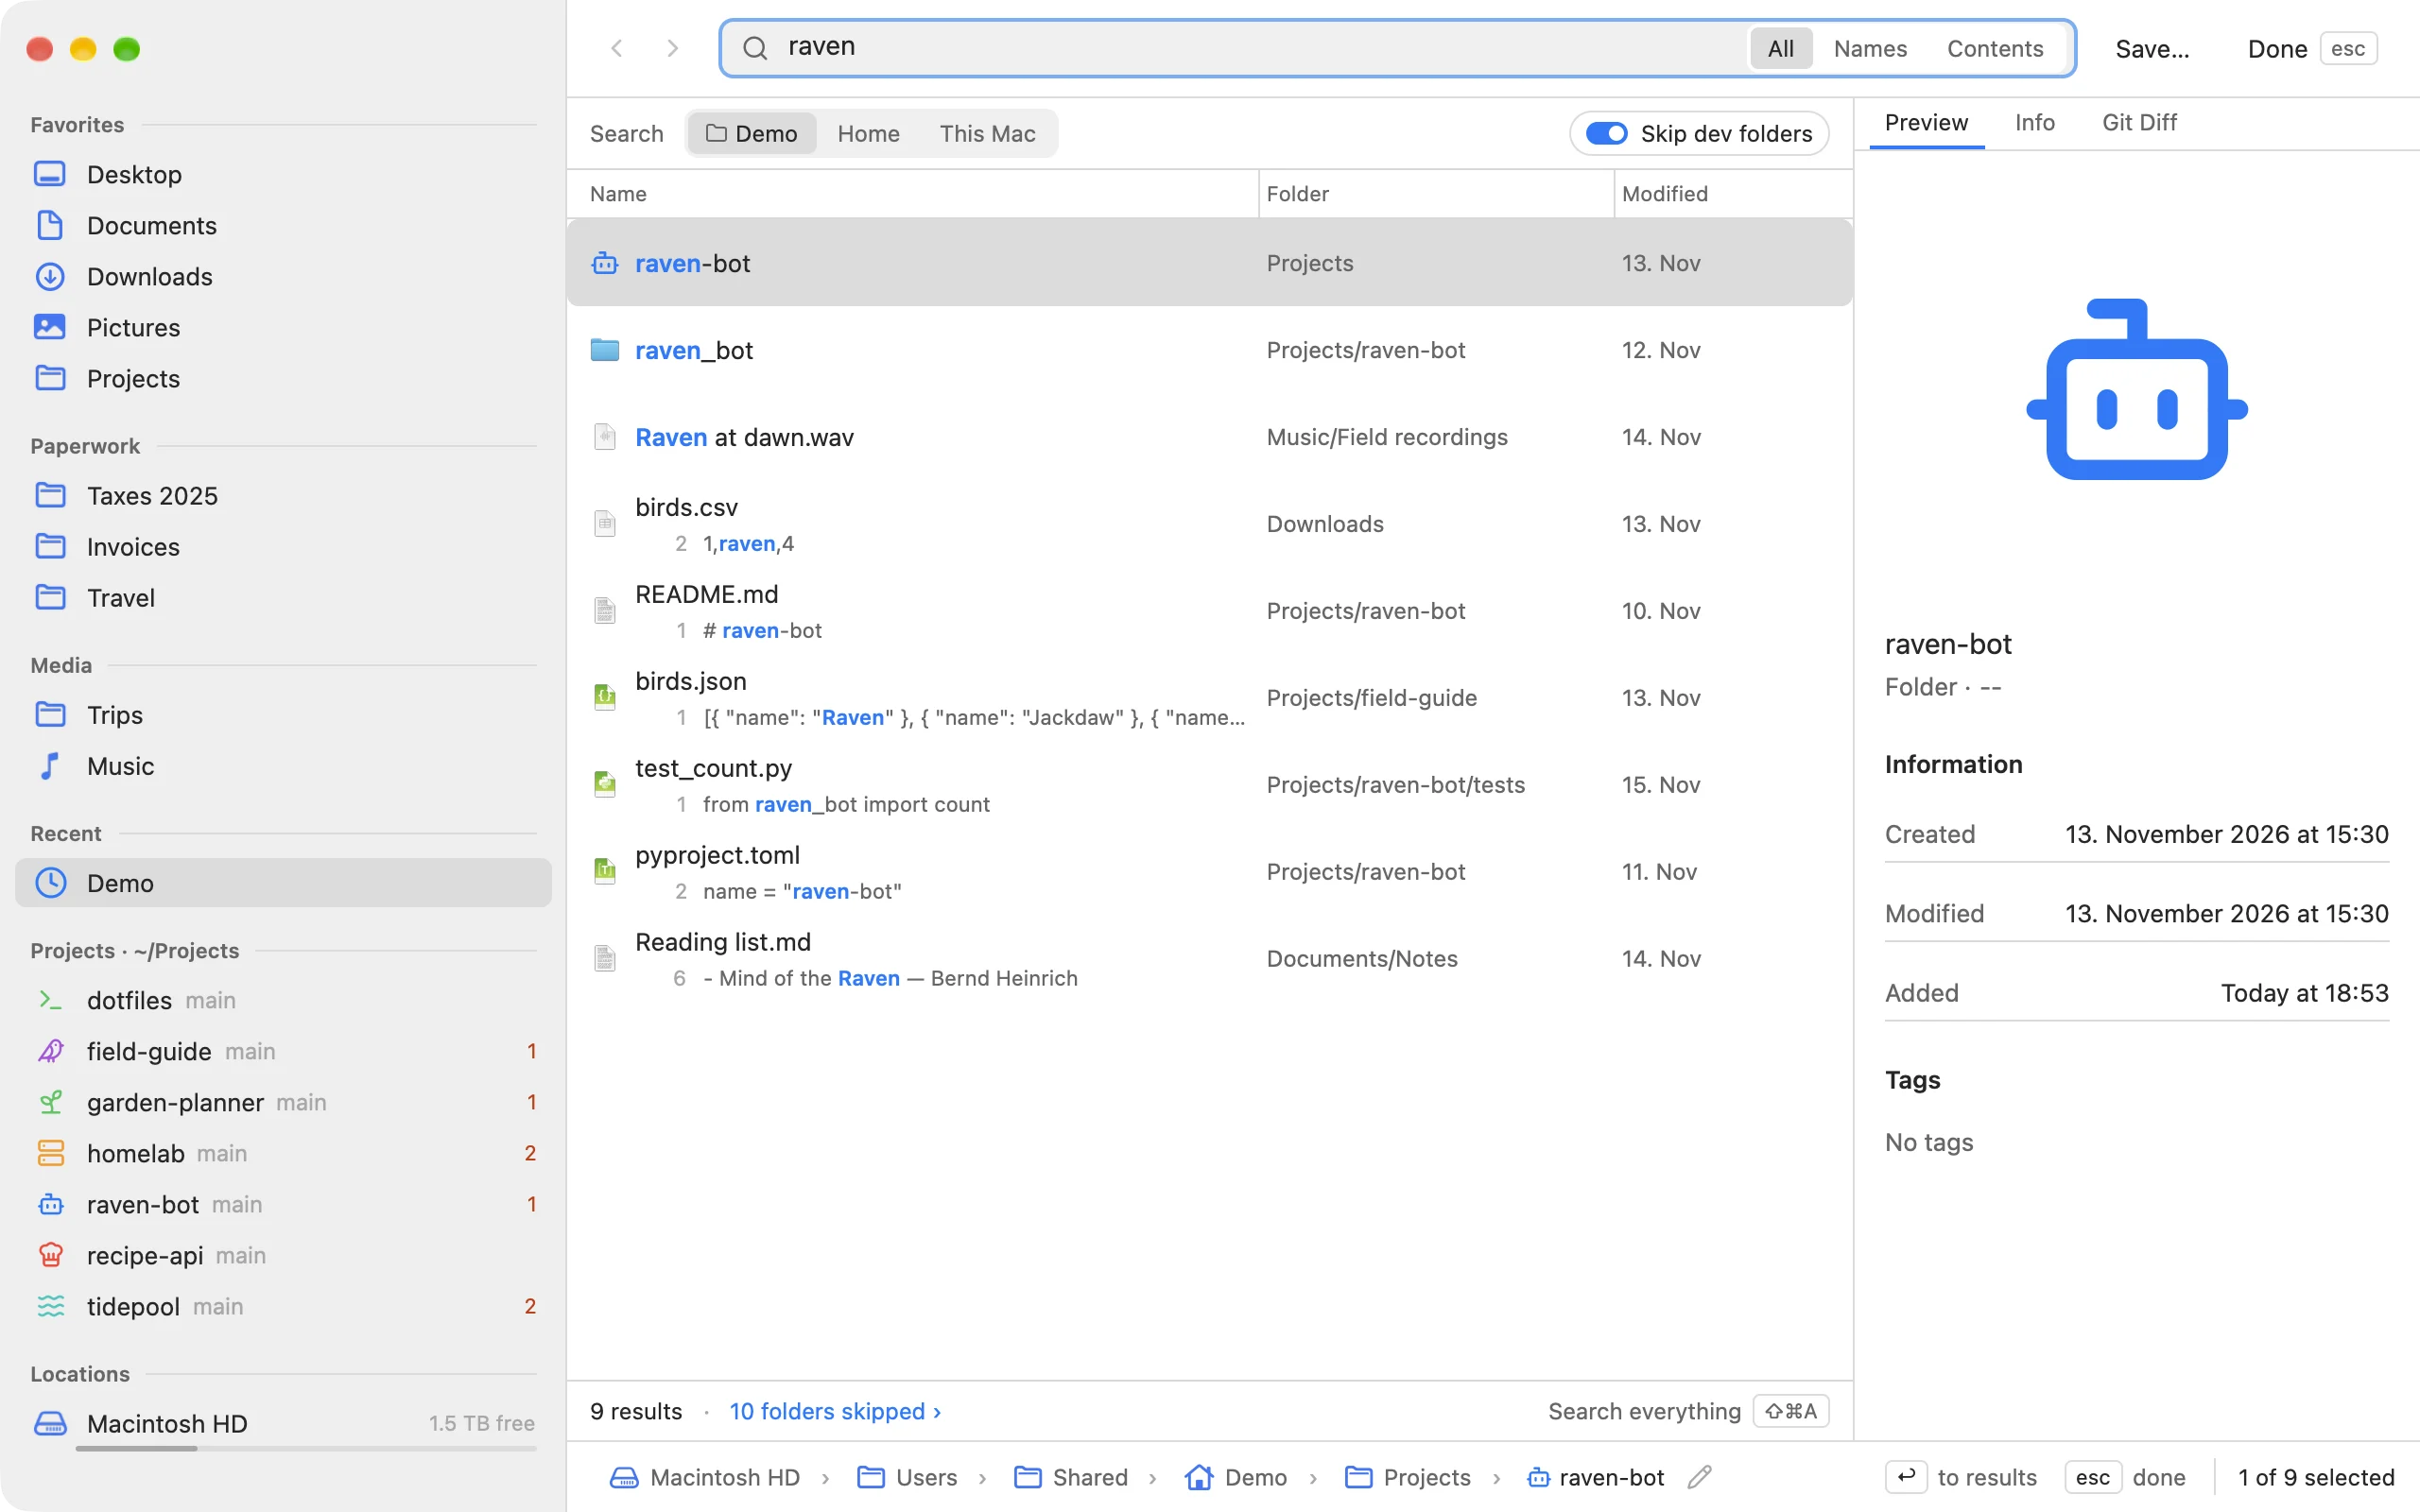 Favorites
Desktop
Documents
Downloads
Pictures
Projects
Paperwork
Taxes 2025
Invoices
Travel
Media
Trips
Music
Recent
Demo
Projects · ~/Projects
dotfiles main
field-guide main 1
garden-planner main 1
homelab main 2
raven-bot main 1
recipe-api main
tidepool main 2
Locations
Macintosh HD 1.5 TB free
raven All Names Contents Save... Done esc
Search Demo Home This Mac Skip dev folders
Name Folder Modified
raven-bot Projects 13. Nov
raven_bot Projects/raven-bot 12. Nov
Raven at dawn.wav Music/Field recordings 14. Nov
birds.csv Downloads 13. Nov
2 1,raven,4
README.md Projects/raven-bot 10. Nov
1 # raven-bot
birds.json Projects/field-guide 13. Nov
1 [{ "name": "Raven" }, { "name": "Jackdaw" }, { "name...
test_count.py Projects/raven-bot/tests 15. Nov
1 from raven_bot import count
pyproject.toml Projects/raven-bot 11. Nov
2 name = "raven-bot"
Reading list.md Documents/Notes 14. Nov
6 - Mind of the Raven — Bernd Heinrich
9 results · 10 folders skipped › Search everything ⇧⌘A
Macintosh HD › Users › Shared › Demo › Projects › raven-bot
Preview Info Git Diff
raven-bot
Folder · --
Information
Created 13. November 2026 at 15:30
Modified 13. November 2026 at 15:30
Added Today at 18:53
Tags
No tags
↩ to results esc done 1 of 9 selected